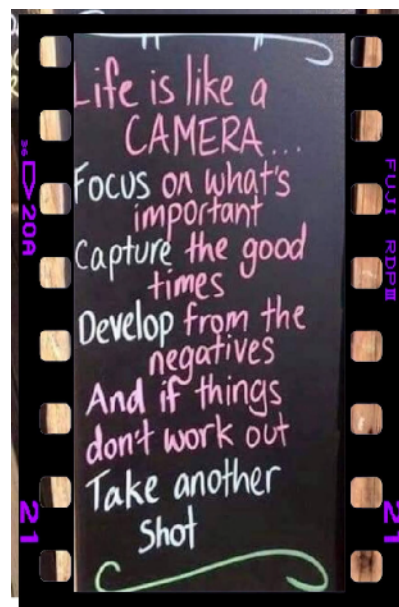 Life is like a
CAMERA...
Focus on what's
important
Capture the good
times
Develop from the
negatives
And if things
don't work out
Take another
Shot
36
20A
FUJI RDPIII
21
21